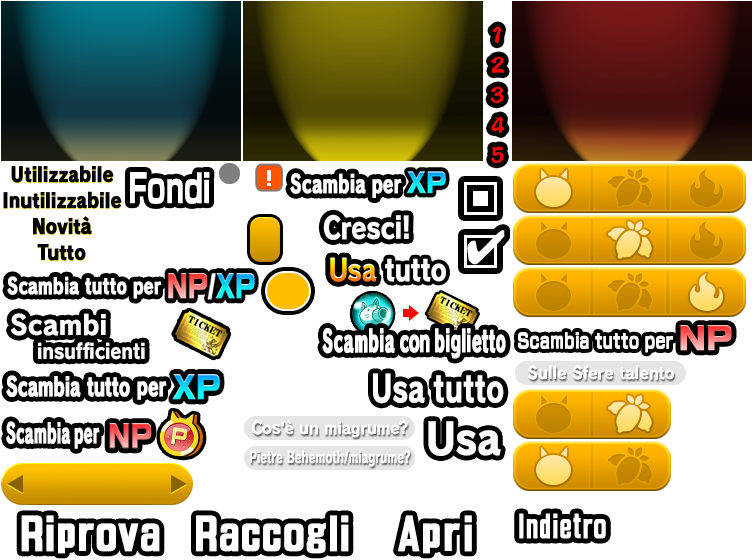 1
2
3
4
5
Utilizzabile
Inutilizzabile
Novità
Tutto
Fondi
!
Scambia per XP
Cresci!
Usa tutto
Scambia tutto per NP/XP
TICKET
Scambi
insufficienti
TICKET
Scambia con biglietto
Scambia tutto per NP
Sulle Sfere talento
Scambia tutto per XP
Usa tutto
Scambia per NP
P
Cos'è un miagrume?
Pietre Behemoth/miagrume?
Usa
Riprova
Raccogli
Apri
Indietro